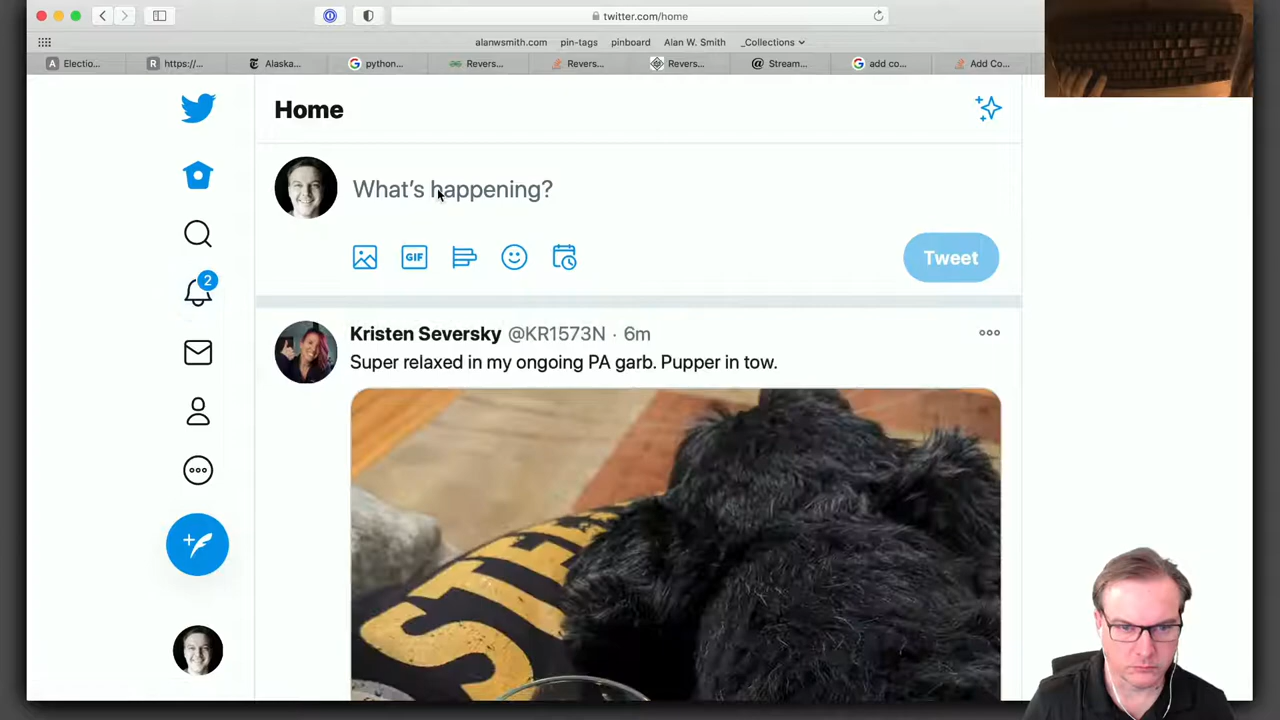 twitter.com/home
alanwsmith.com pin-tags pinboard Alan W. Smith _Collections
A Electio... R https://... Alaska... python... Revers... Revers... Revers... Stream... add co... Add Co...
Home
What's happening?
GIF
Tweet
2
Kristen Seversky @KR1573N · 6m
Super relaxed in my ongoing PA garb. Pupper in tow.